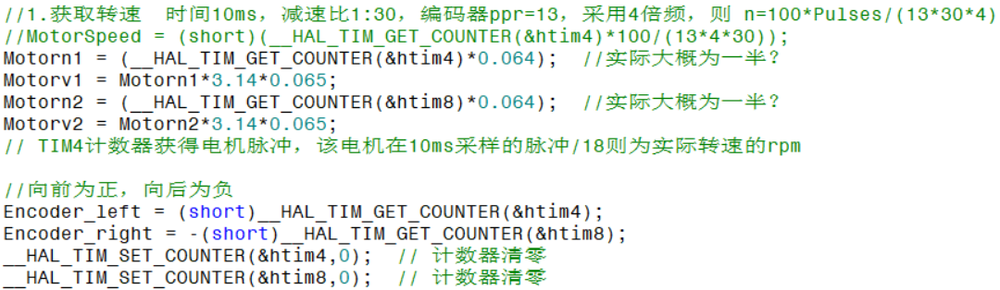 //1.获取转速  时间10ms，减速比1:30，编码器ppr=13，采用4倍频，则 n=100*Pulses/(13*30*4)
//MotorSpeed = (short)(__HAL_TIM_GET_COUNTER(&htim4)*100/(13*4*30));
Motorn1 = (__HAL_TIM_GET_COUNTER(&htim4)*0.064);  //实际大概为一半?
Motorv1 = Motorn1*3.14*0.065;
Motorn2 = (__HAL_TIM_GET_COUNTER(&htim8)*0.064);  //实际大概为一半?
Motorv2 = Motorn2*3.14*0.065;
// TIM4计数器获得电机脉冲，该电机在10ms采样的脉冲/18则为实际转速的rpm
//向前为正，向后为负
Encoder_left = (short)__HAL_TIM_GET_COUNTER(&htim4);
Encoder_right = -(short)__HAL_TIM_GET_COUNTER(&htim8);
__HAL_TIM_SET_COUNTER(&htim4,0);  // 计数器清零
__HAL_TIM_SET_COUNTER(&htim8,0);  // 计数器清零